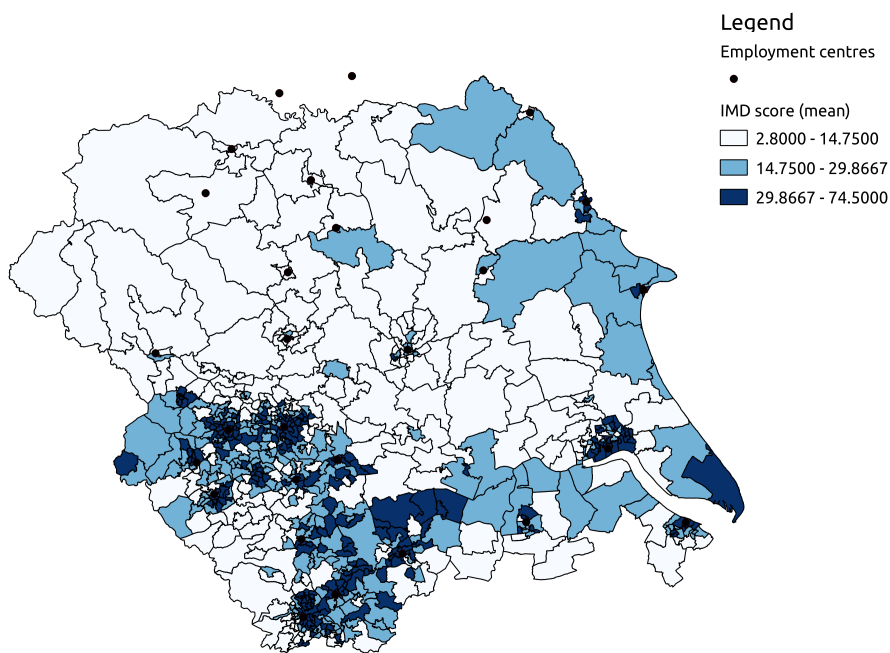 Legend
Employment centres
IMD score (mean)
2.8000 - 14.7500
14.7500 - 29.8667
29.8667 - 74.5000